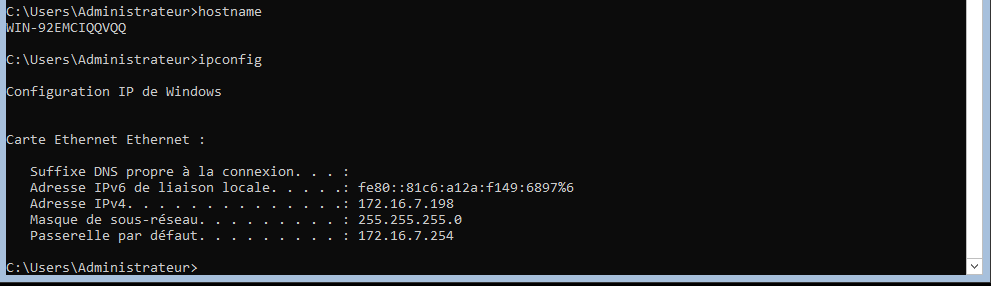 C:\Users\Administrateur>hostname
WIN-92EMCIQQVQQ
C:\Users\Administrateur>ipconfig
Configuration IP de Windows
Carte Ethernet Ethernet :
Suffixe DNS propre à la connexion. . . :
Adresse IPv6 de liaison locale. . . . .: fe80::81c6:a12a:f149:6897%6
Adresse IPv4. . . . . . . . . . . . . .: 172.16.7.198
Masque de sous-réseau. . . . . . . . . : 255.255.255.0
Passerelle par défaut. . . . . . . . . : 172.16.7.254
C:\Users\Administrateur>